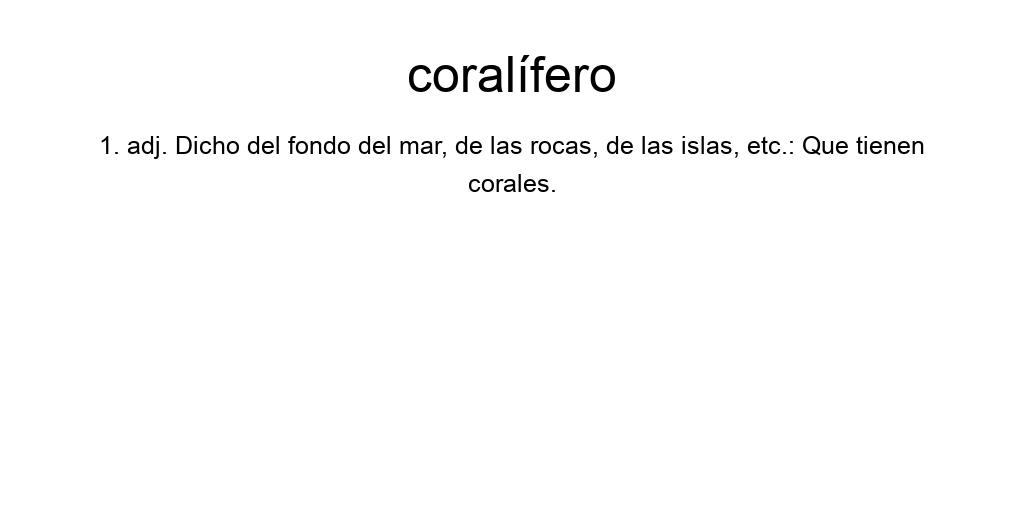 coralífero
1. adj. Dicho del fondo del mar, de las rocas, de las islas, etc.: Que tienen
corales.